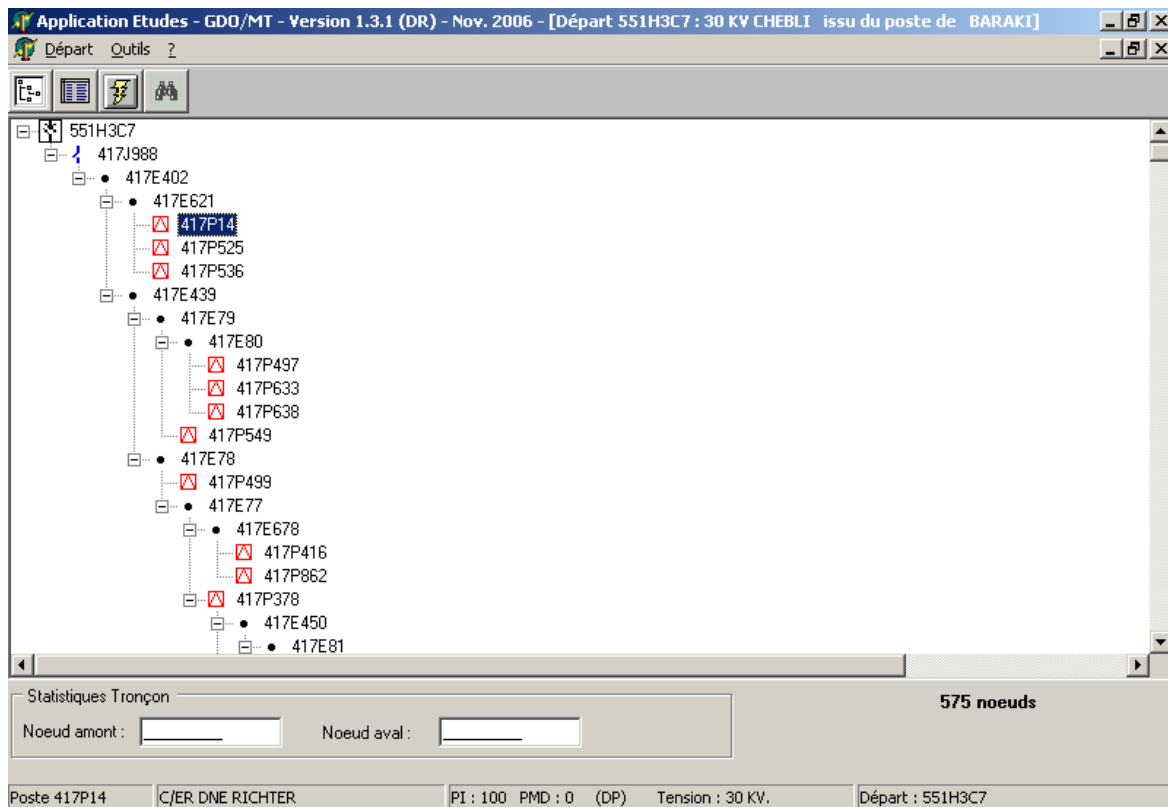 Application Etudes - GDO/MT - Version 1.3.1 (DR) - Nov. 2006 - [Départ 551H3C7 : 30 KV CHEBLI issu du poste de BARAKI]
Départ Outils ?
551H3C7
417J988
417E402
417E621
417P14
417P525
417P536
417E439
417E79
417E80
417P497
417P633
417P638
417P549
417E78
417P499
417E77
417E678
417P416
417P862
417P378
417E450
417E81
Statistiques Tronçon
575 noeuds
Noeud amont : Noeud aval :
Poste 417P14 C/ER DNE RICHTER PI : 100 PMD : 0 (DP) Tension : 30 KV. Départ : 551H3C7